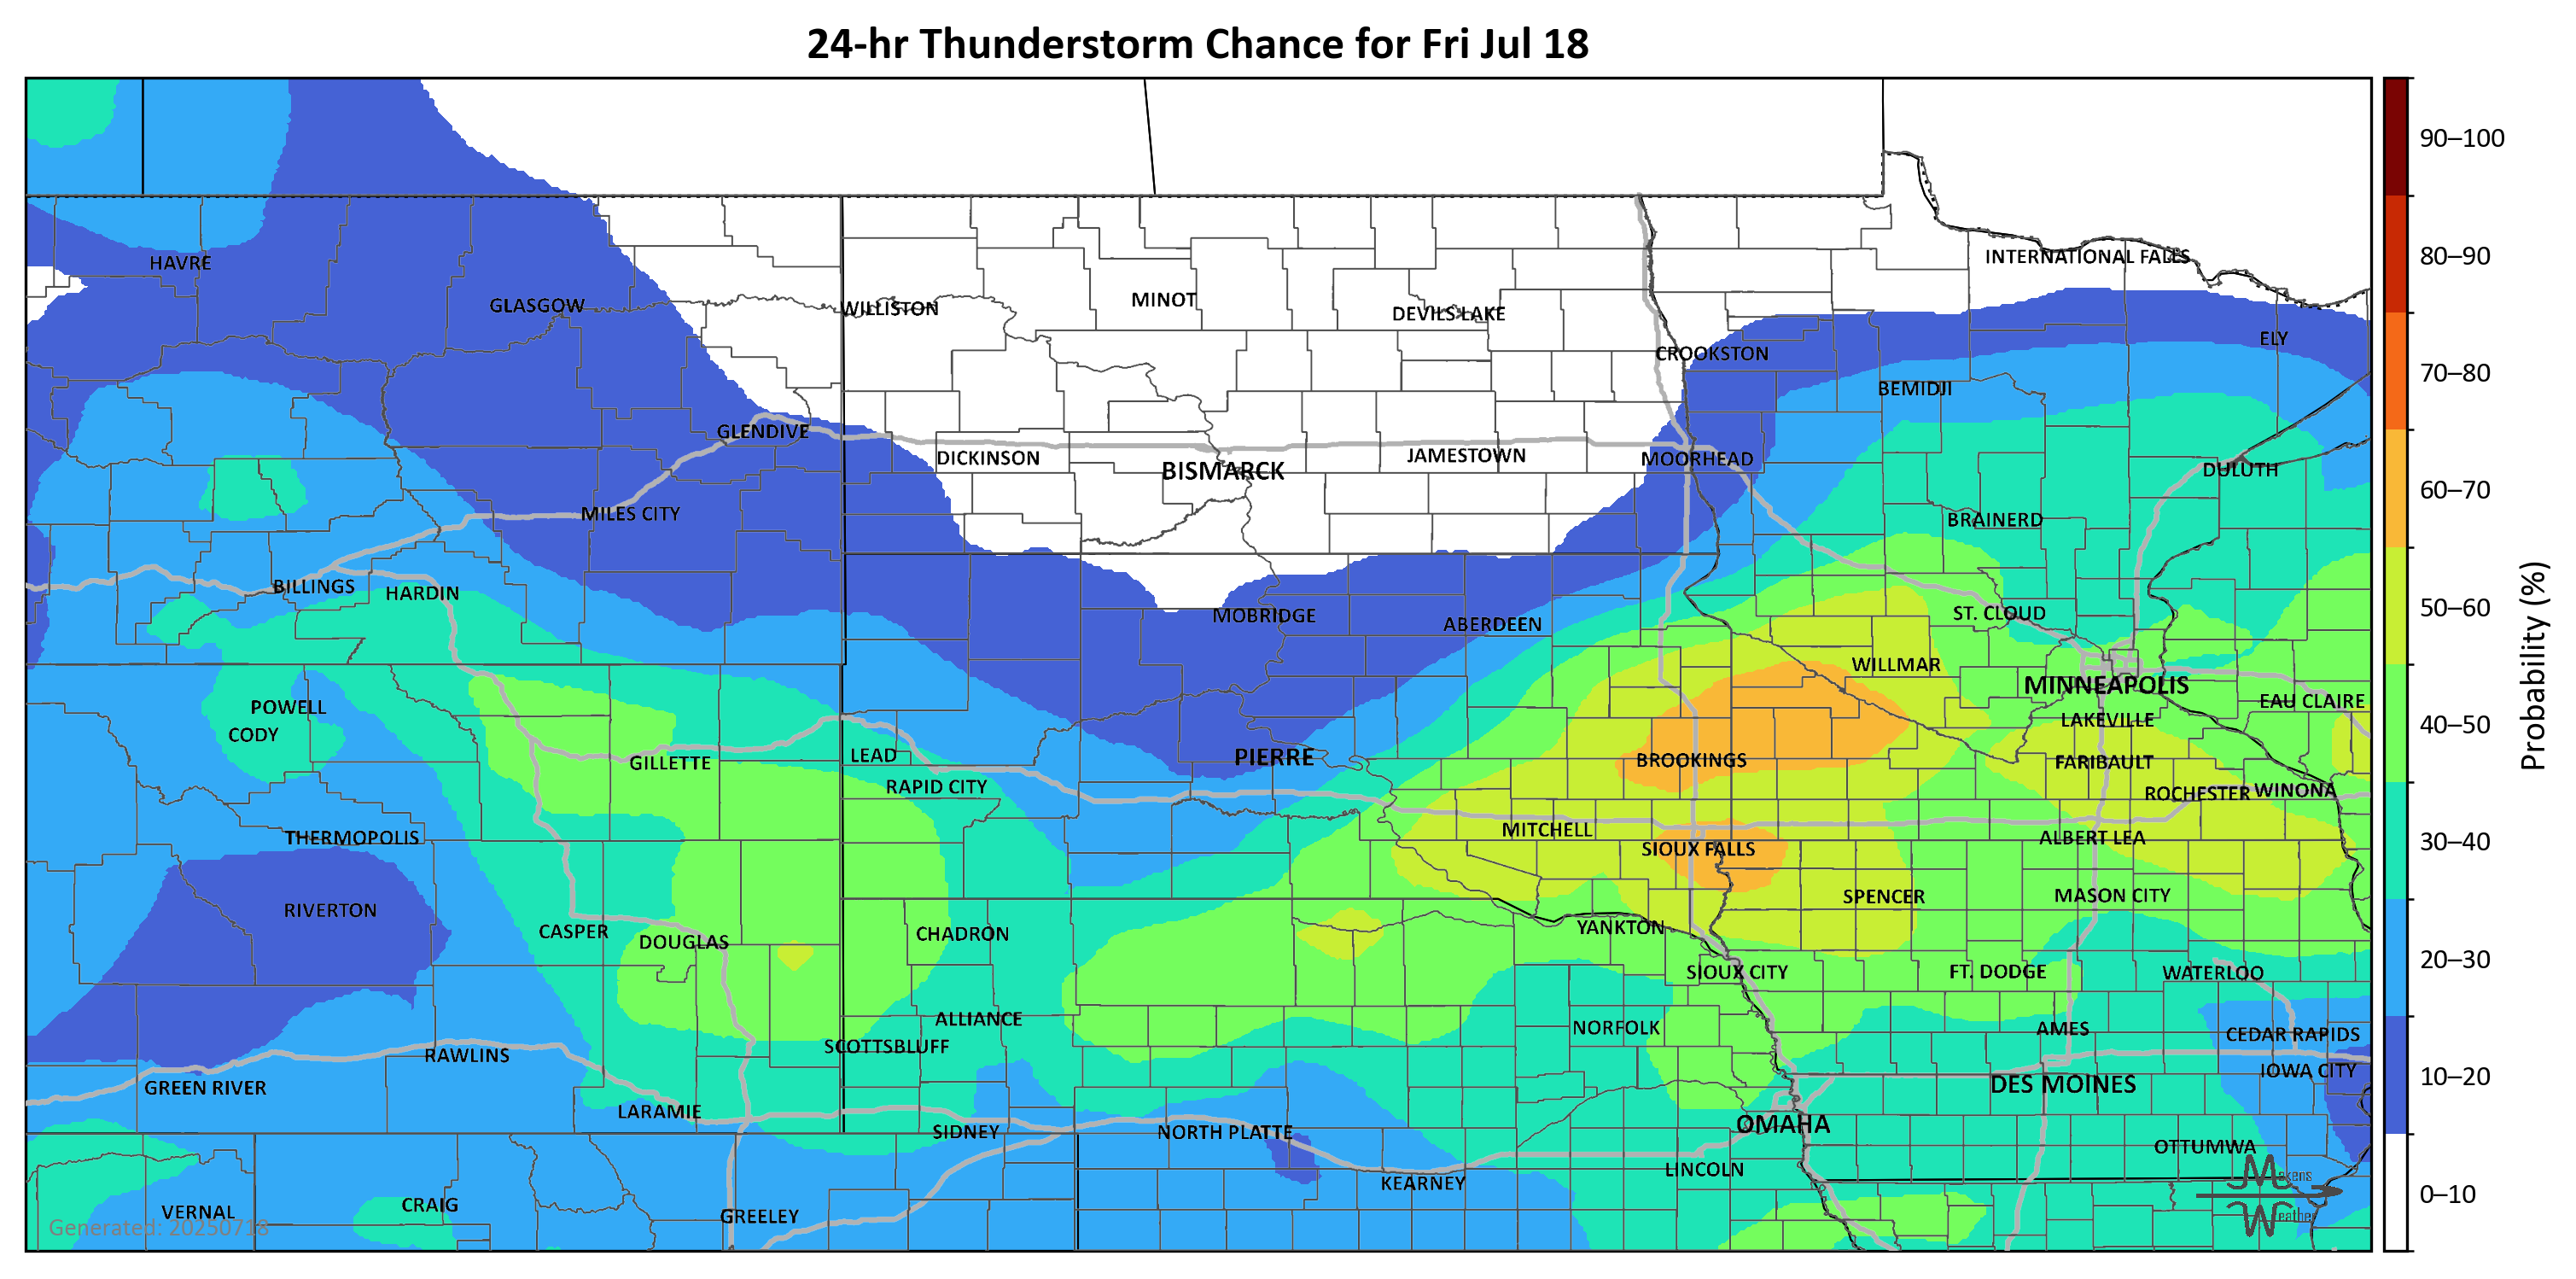 24-hr Thunderstorm Chance for Fri Jul 18
90–100
80–90
70–80
60–70
50–60
40–50
30–40
20–30
10–20
0–10
Probability (%)
HAVRE
INTERNATIONAL FALLS
GLASGOW
WILLISTON
MINOT
DEVILS LAKE
ELY
CROOKSTON
BEMIDJI
GLENDIVE
DICKINSON
BISMARCK
JAMESTOWN
MOORHEAD
DULUTH
MILES CITY
BRAINERD
BILLINGS
HARDIN
MOBRIDGE
ABERDEEN
ST. CLOUD
WILLMAR
MINNEAPOLIS
POWELL
EAU CLAIRE
CODY
LAKEVILLE
GILLETTE
LEAD
PIERRE
BROOKINGS
FARIBAULT
RAPID CITY
ROCHESTER
WINONA
THERMOPOLIS
MITCHELL
ALBERT LEA
SIOUX FALLS
RIVERTON
SPENCER
MASON CITY
CASPER
DOUGLAS
CHADRON
YANKTON
SIOUX CITY
FT. DODGE
WATERLOO
ALLIANCE
NORFOLK
AMES
CEDAR RAPIDS
SCOTTSBLUFF
RAWLINS
GREEN RIVER
DES MOINES
IOWA CITY
LARAMIE
SIDNEY
NORTH PLATTE
OMAHA
OTTUMWA
LINCOLN
KEARNEY
VERNAL
CRAIG
GREELEY
Generated: 20250718
Makens
Weather